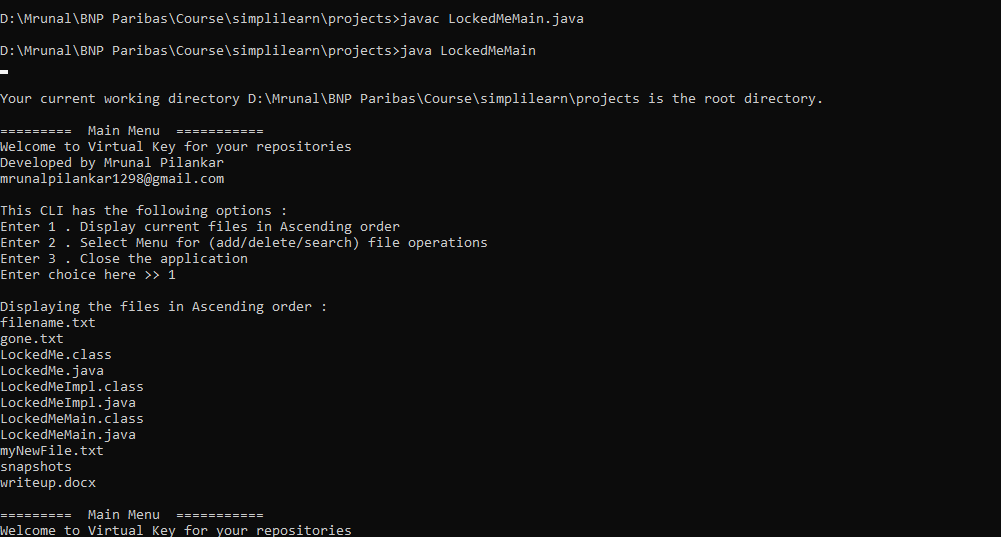 D:\Mrunal\BNP Paribas\Course\simplilearn\projects>javac LockedMeMain.java
D:\Mrunal\BNP Paribas\Course\simplilearn\projects>java LockedMeMain
Your current working directory D:\Mrunal\BNP Paribas\Course\simplilearn\projects is the root directory.
=========  Main Menu  ===========
Welcome to Virtual Key for your repositories
Developed by Mrunal Pilankar
mrunalpilankar1298@gmail.com
This CLI has the following options :
Enter 1 . Display current files in Ascending order
Enter 2 . Select Menu for (add/delete/search) file operations
Enter 3 . Close the application
Enter choice here >> 1
Displaying the files in Ascending order :
filename.txt
gone.txt
LockedMe.class
LockedMe.java
LockedMeImpl.class
LockedMeImpl.java
LockedMeMain.class
LockedMeMain.java
myNewFile.txt
snapshots
writeup.docx
=========  Main Menu  ===========
Welcome to Virtual Key for your repositories